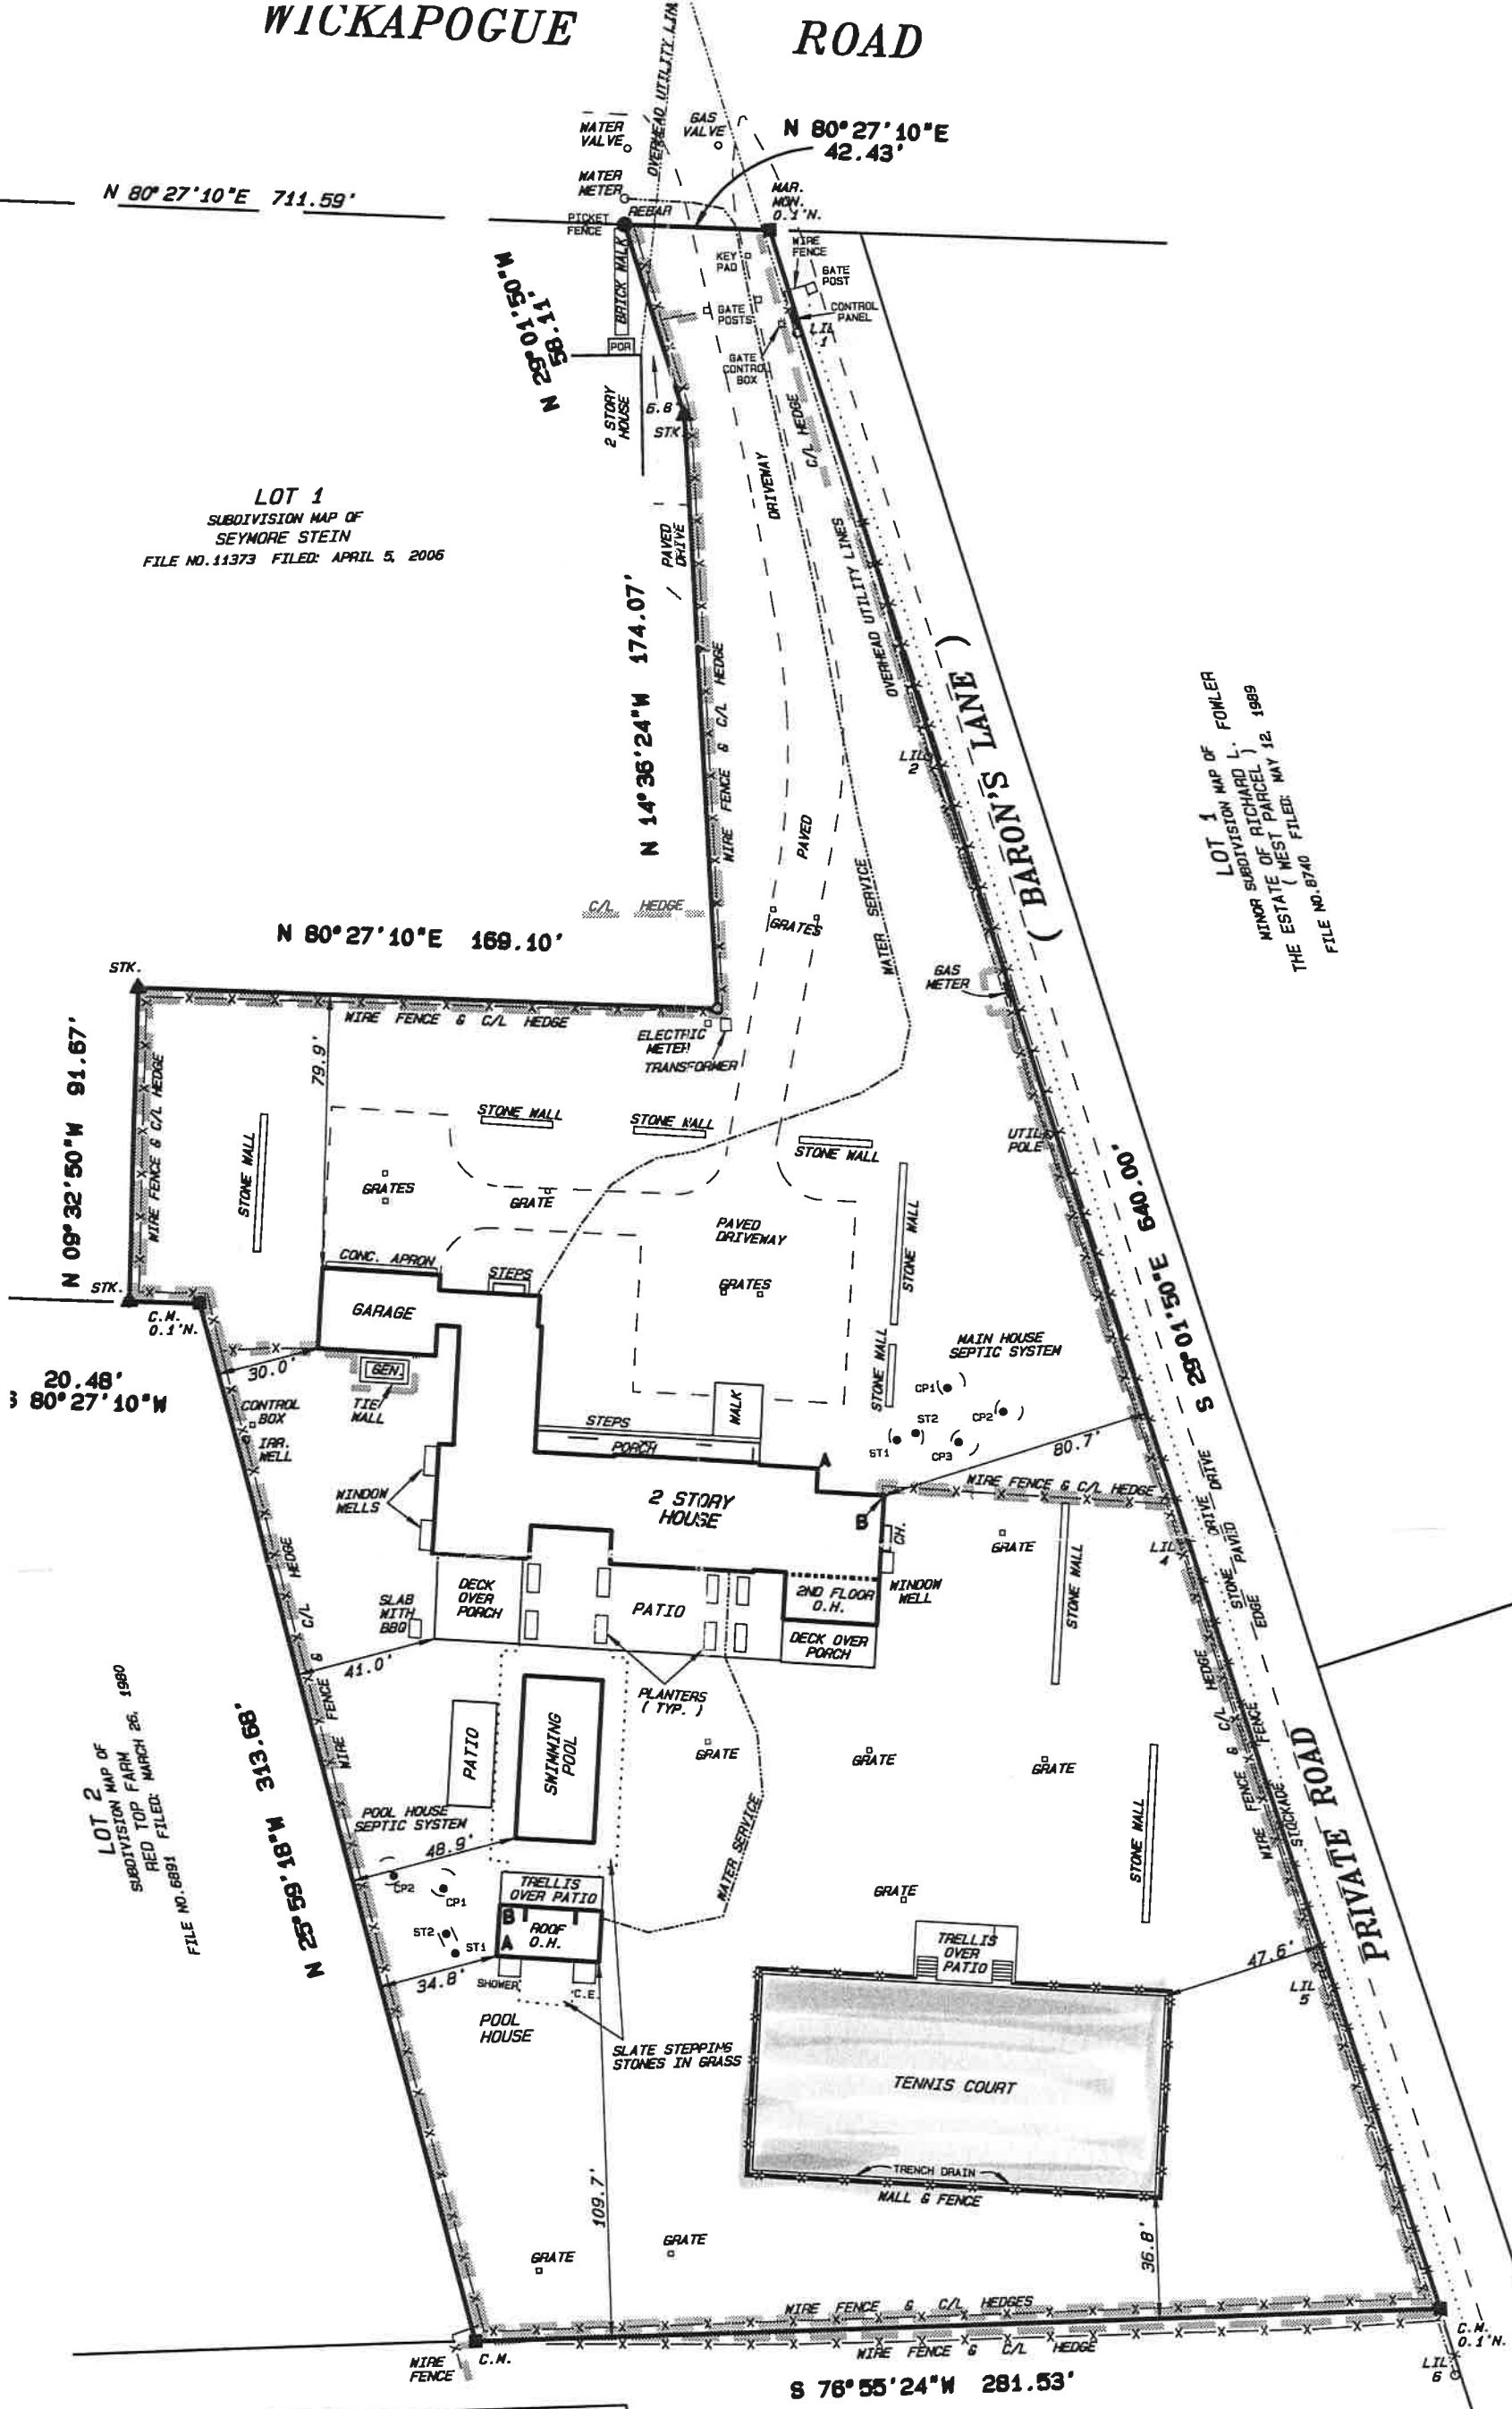 WICKAPOGUE ROAD
OVERHEAD UTILITY LIN
WATER
VALVE
GAS
VALVE
N 80°27'10"E
42.43'
WATER
METER
N 80°27'10"E 711.59'
PICKET
FENCE
REBAR
MAR.
MON.
0.1'N.
WIRE
FENCE
BRICK WALK
KEY
PAD
GATE
POST
N 29°01'50"W
58.11'
GATE
POSTS
CONTROL
PANEL
LIL
1
POR
GATE
CONTROL
BOX
2 STORY
HOUSE
6.8'
STK.
C/L HEDGE
DRIVEWAY
LOT 1
SUBDIVISION MAP OF
SEYMORE STEIN
FILE NO.11373 FILED: APRIL 5, 2006
PAVED
DRIVE
OVERHEAD UTILITY LINES
N 14°36'24"W 174.07'
WIRE FENCE & C/L HEDGE
LIL
2
( BARON'S LANE )
LOT 1
MINOR SUBDIVISION MAP OF
THE ESTATE OF RICHARD L. FOWLER
( WEST PARCEL )
FILE NO.8740 FILED: MAY 12, 1989
PAVED
WATER SERVICE
C/L HEDGE
GRATES
N 80°27'10"E 169.10'
STK.
GAS
METER
WIRE FENCE & C/L HEDGE
ELECTRIC
METER
TRANSFORMER
N 09°32'50"W 91.67'
WIRE FENCE & C/L HEDGE
79.9'
STONE WALL
STONE WALL
STONE WALL
STONE WALL
UTIL.
POLE
S 29°01'50"E 640.00'
GRATES
GRATE
PAVED
DRIVEWAY
STONE WALL
CONC. APRON
STEPS
GRATES
STK.
C.M.
0.1'N.
GARAGE
MAIN HOUSE
SEPTIC SYSTEM
STONE WALL
20.48'
S 80°27'10"W
30.0'
GEN.
CP1
CONTROL
BOX
TIE
WALL
WALK
CP2
ST2
IRR.
WELL
STEPS
ST1
CP3
80.7'
PORCH
A
WIRE FENCE & C/L HEDGE
WINDOW
WELLS
2 STORY
HOUSE
B
CH.
GRATE
LIL
4
DRIVE DRIVE
STONE PAVED
EDGE EDGE
STONE WALL
DECK
OVER
PORCH
SLAB
WITH
BBQ
PATIO
2ND FLOOR
O.H.
WINDOW
WELL
DECK OVER
PORCH
41.0'
PLANTERS
( TYP. )
WIRE FENCE & C/L HEDGE
N 25°59'18"W 313.68'
LOT 2
SUBDIVISION MAP OF
RED TOP FARM
FILE NO.6891 FILED: MARCH 26, 1980
PATIO
SWIMMING
POOL
GRATE
GRATE
GRATE
WIRE FENCE & C/L HEDGE
STOCKADE FENCE
PRIVATE ROAD
POOL HOUSE
SEPTIC SYSTEM
48.9'
WATER SERVICE
STONE WALL
CP2
CP1
TRELLIS
OVER PATIO
GRATE
B
A
ROOF
O.H.
ST2
ST1
TRELLIS
OVER
PATIO
34.8'
SHOWER
C.E.
47.6'
LIL
5
POOL
HOUSE
SLATE STEPPING
STONES IN GRASS
TENNIS COURT
TRENCH DRAIN
WALL & FENCE
109.7'
36.8'
GRATE
GRATE
WIRE FENCE & C/L HEDGES
WIRE FENCE & C/L HEDGE
WIRE
FENCE
C.M.
C.M.
0.1'N.
LIL
6
S 76°55'24"W 281.53'